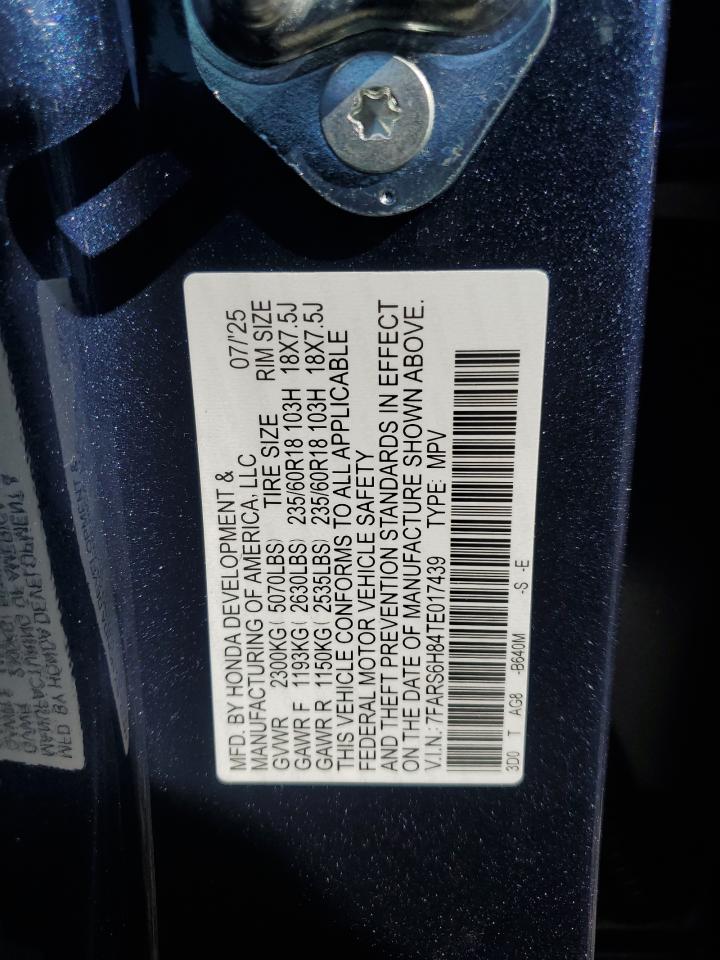 MFD. BY HONDA DEVELOPMENT &
MANUFACTURING OF AMERICA, LLC 07/'25
GVWR 2300KG( 5070LBS) TIRE SIZE RIM SIZE
GAWR F 1193KG( 2630LBS) 235/60R18 103H 18X7.5J
GAWR R 1150KG( 2535LBS) 235/60R18 103H 18X7.5J
THIS VEHICLE CONFORMS TO ALL APPLICABLE
FEDERAL MOTOR VEHICLE SAFETY
AND THEFT PREVENTION STANDARDS IN EFFECT
ON THE DATE OF MANUFACTURE SHOWN ABOVE.
V.I.N.: 7FARS6H84TE017439 TYPE: MPV
3D0 T AG8 -B640M -S -E